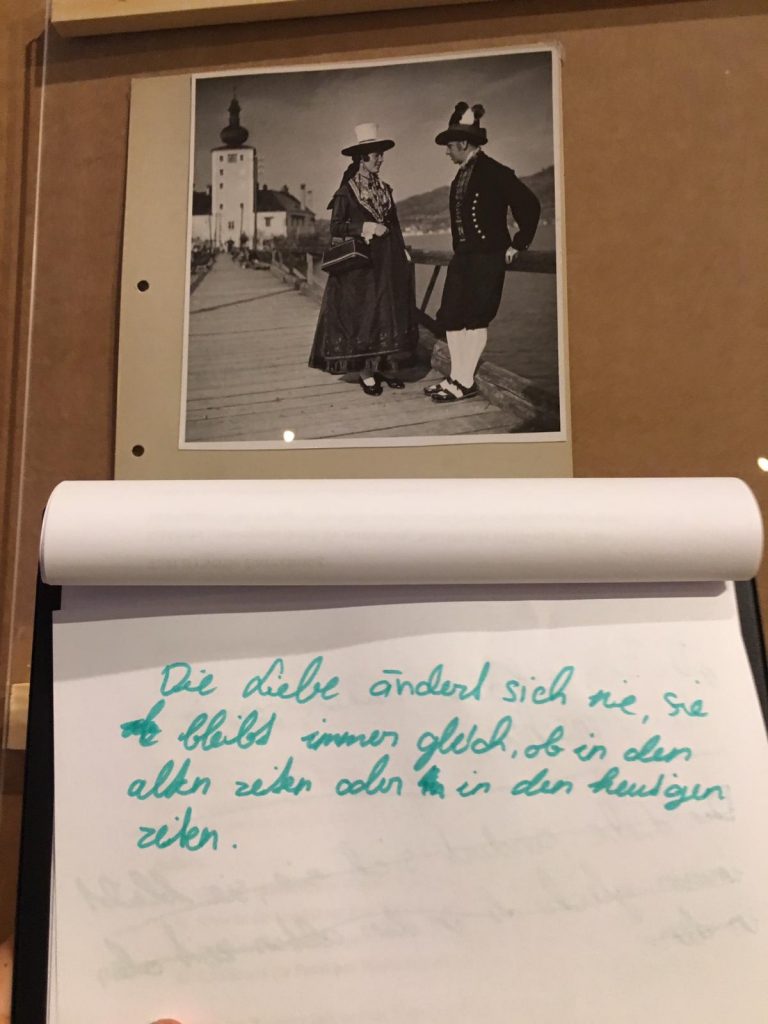 Die Liebe ändert sich nie, sie
bleibt immer gleich, ob in den
alten zeiten oder in den heutigen
zeiten.